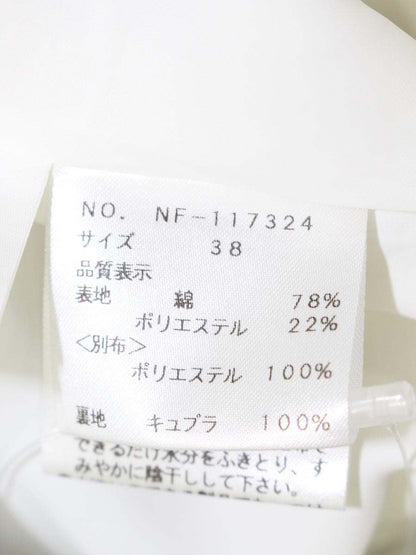 NO. NF-117324
サイズ 38
品質表示
表地 綿 78%
ポリエステル 22%
<別布>
ポリエステル 100%
裏地 キュプラ 100%
できるだけ水分をふきとり、す
みやかに陰干しして下さい。